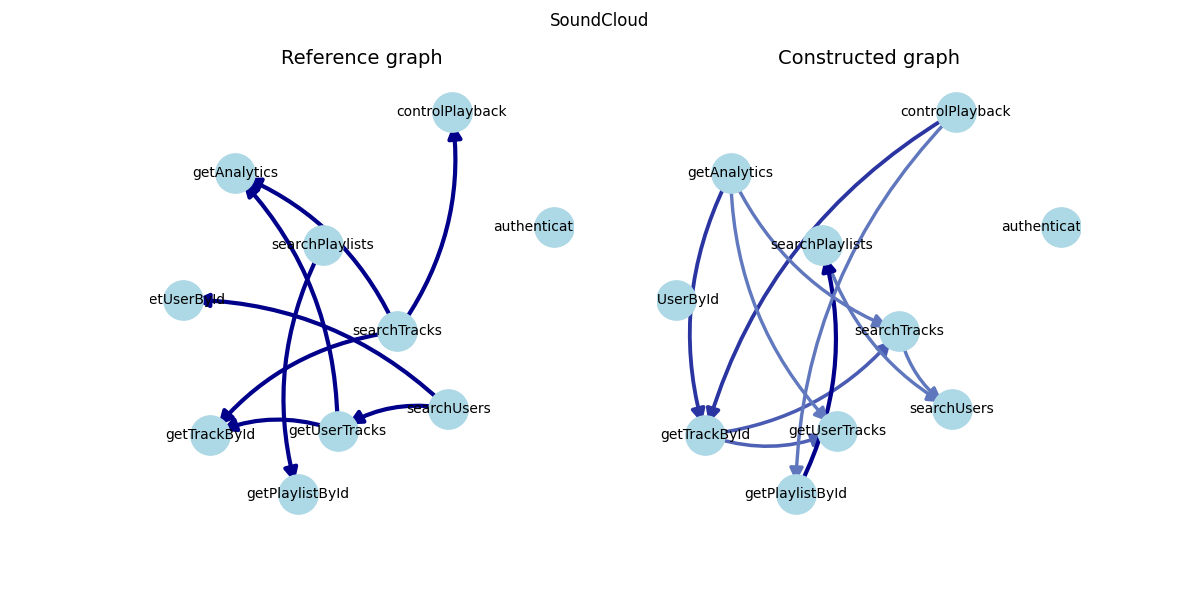 SoundCloud
Reference graph
controlPlayback
getAnalytics
authenticat
searchPlaylists
etUserById
searchTracks
searchUsers
getUserTracks
getTrackById
getPlaylistById
Constructed graph
controlPlayback
getAnalytics
authenticat
searchPlaylists
UserById
searchTracks
searchUsers
getUserTracks
getTrackById
getPlaylistById